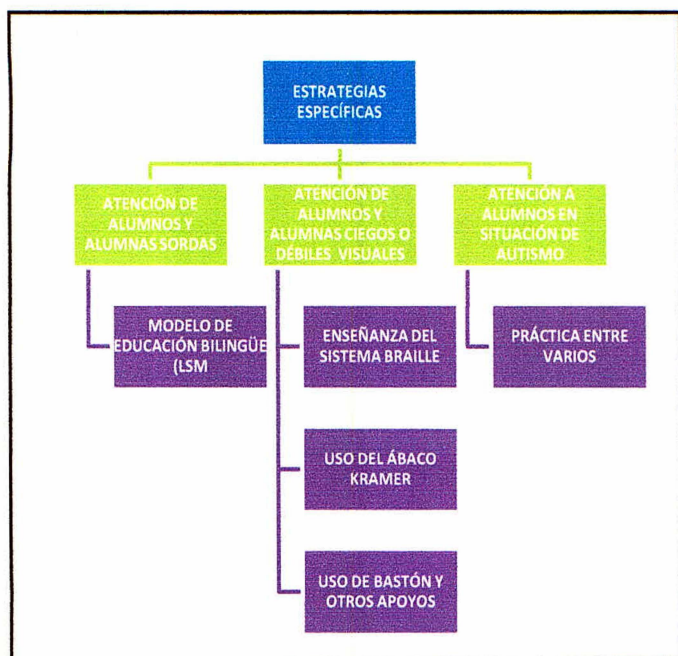 ESTRATEGIAS
ESPECÍFICAS
ATENCIÓN DE
ALUMNOS Y
ALUMNAS SORDAS
ATENCIÓN DE
ALUMNOS Y
ALUMNAS CIEGOS O
DÉBILES VISUALES
ATENCIÓN A
ALUMNOS EN
SITUACIÓN DE
AUTISMO
MODELO DE
EDUCACIÓN BILINGÜE
(LSM
ENSEÑANZA DEL
SISTEMA BRAILLE
PRÁCTICA ENTRE
VARIOS
USO DEL ÁBACO
KRAMER
USO DE BASTÓN Y
OTROS APOYOS